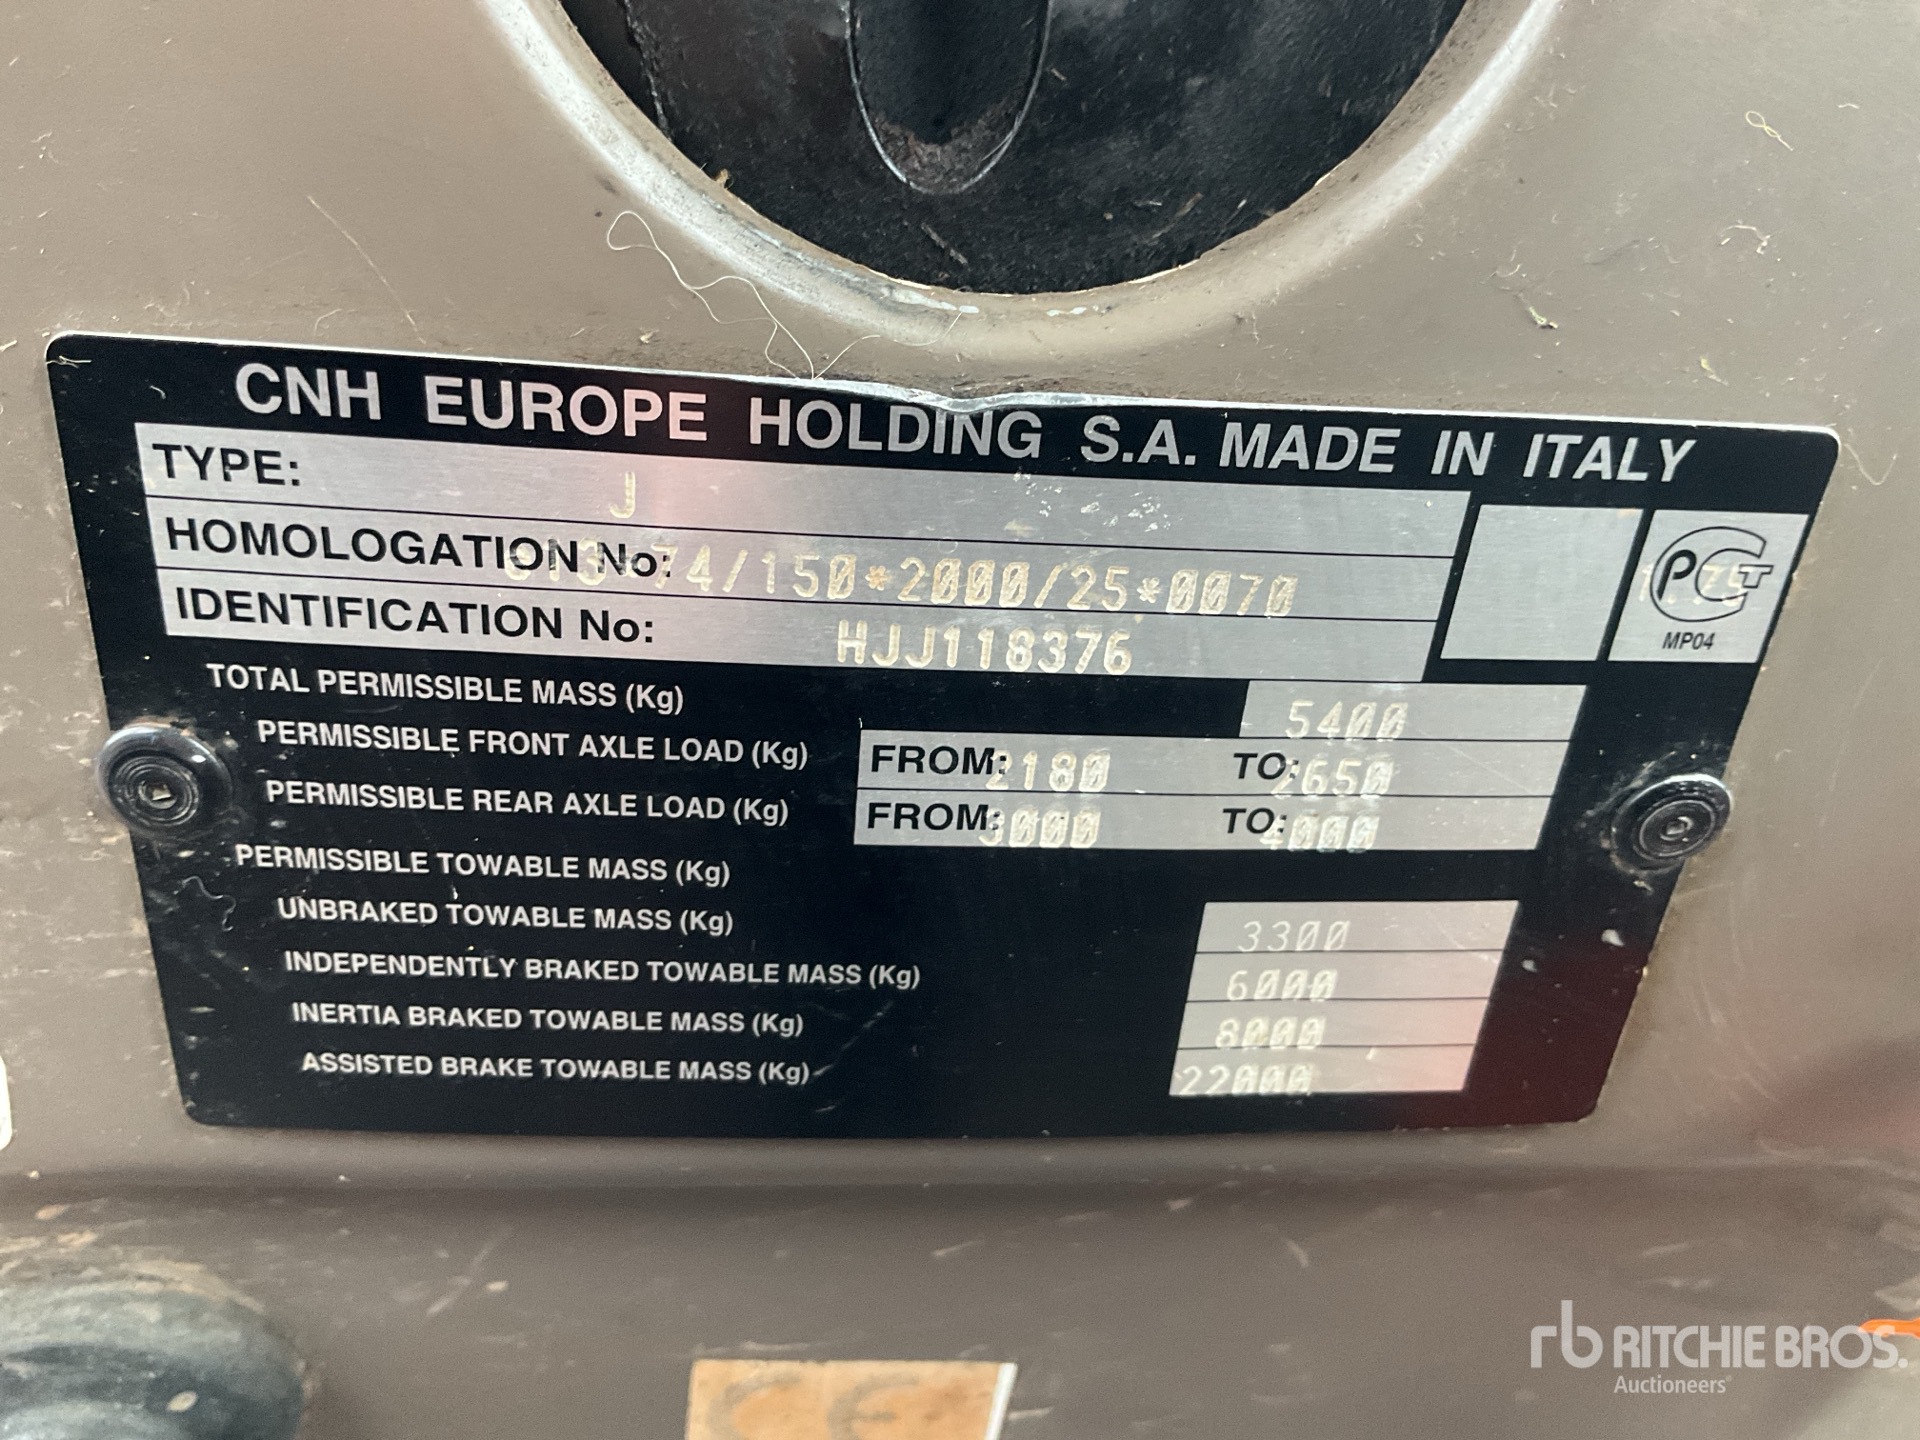 CNH EUROPE HOLDING S.A. MADE IN ITALY
TYPE: J
HOMOLOGATION No: 74/150*2000/25*0070
IDENTIFICATION No: HJJ118376
MP04
TOTAL PERMISSIBLE MASS (Kg) 5400
PERMISSIBLE FRONT AXLE LOAD (Kg) FROM: 2180 TO: 2650
PERMISSIBLE REAR AXLE LOAD (Kg) FROM: 3000 TO: 4000
PERMISSIBLE TOWABLE MASS (Kg)
UNBRAKED TOWABLE MASS (Kg) 3300
INDEPENDENTLY BRAKED TOWABLE MASS (Kg) 6000
INERTIA BRAKED TOWABLE MASS (Kg) 8000
ASSISTED BRAKE TOWABLE MASS (Kg) 22000
CE
rb RITCHIE BROS.
Auctioneers